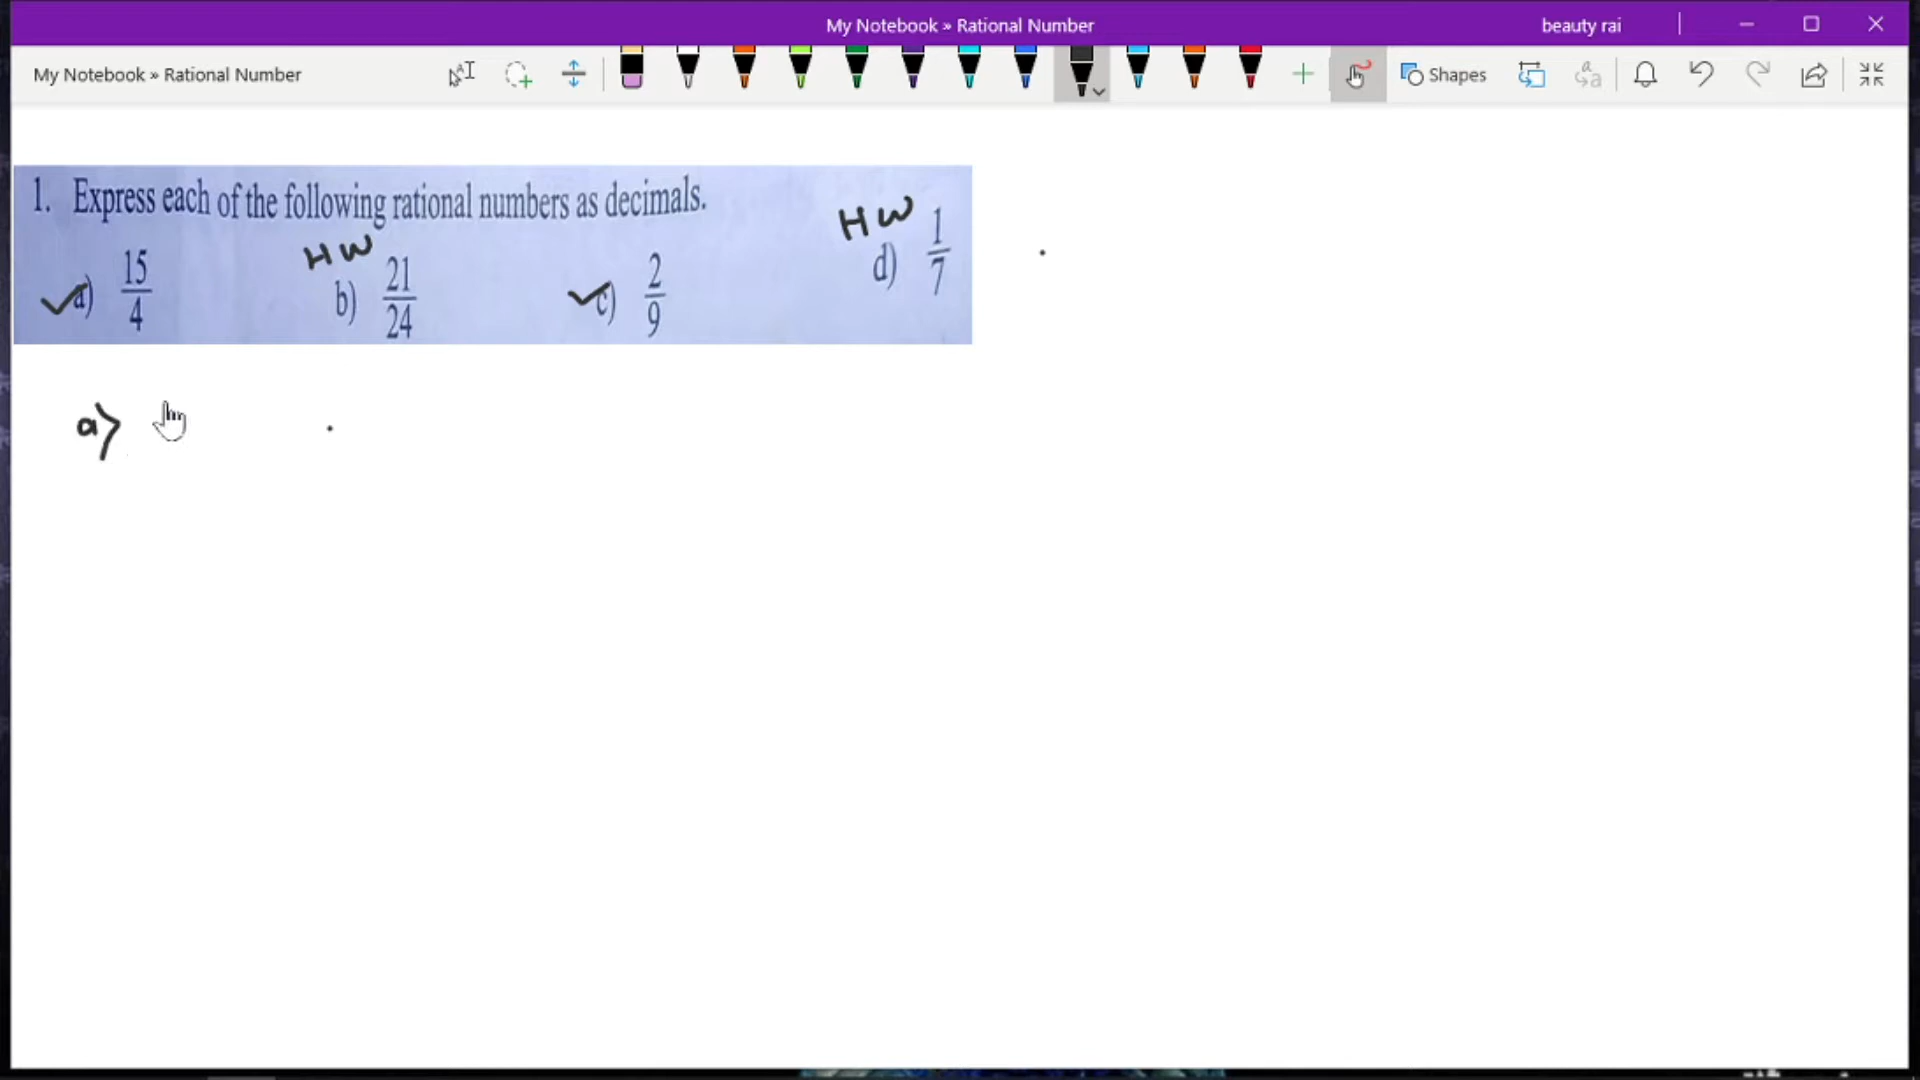 My Notebook » Rational Number
beauty rai
My Notebook » Rational Number
Shapes
1. Express each of the following rational numbers as decimals.
HW HW
a) 15/4 b) 21/24 c) 2/9 d) 1/7
a)